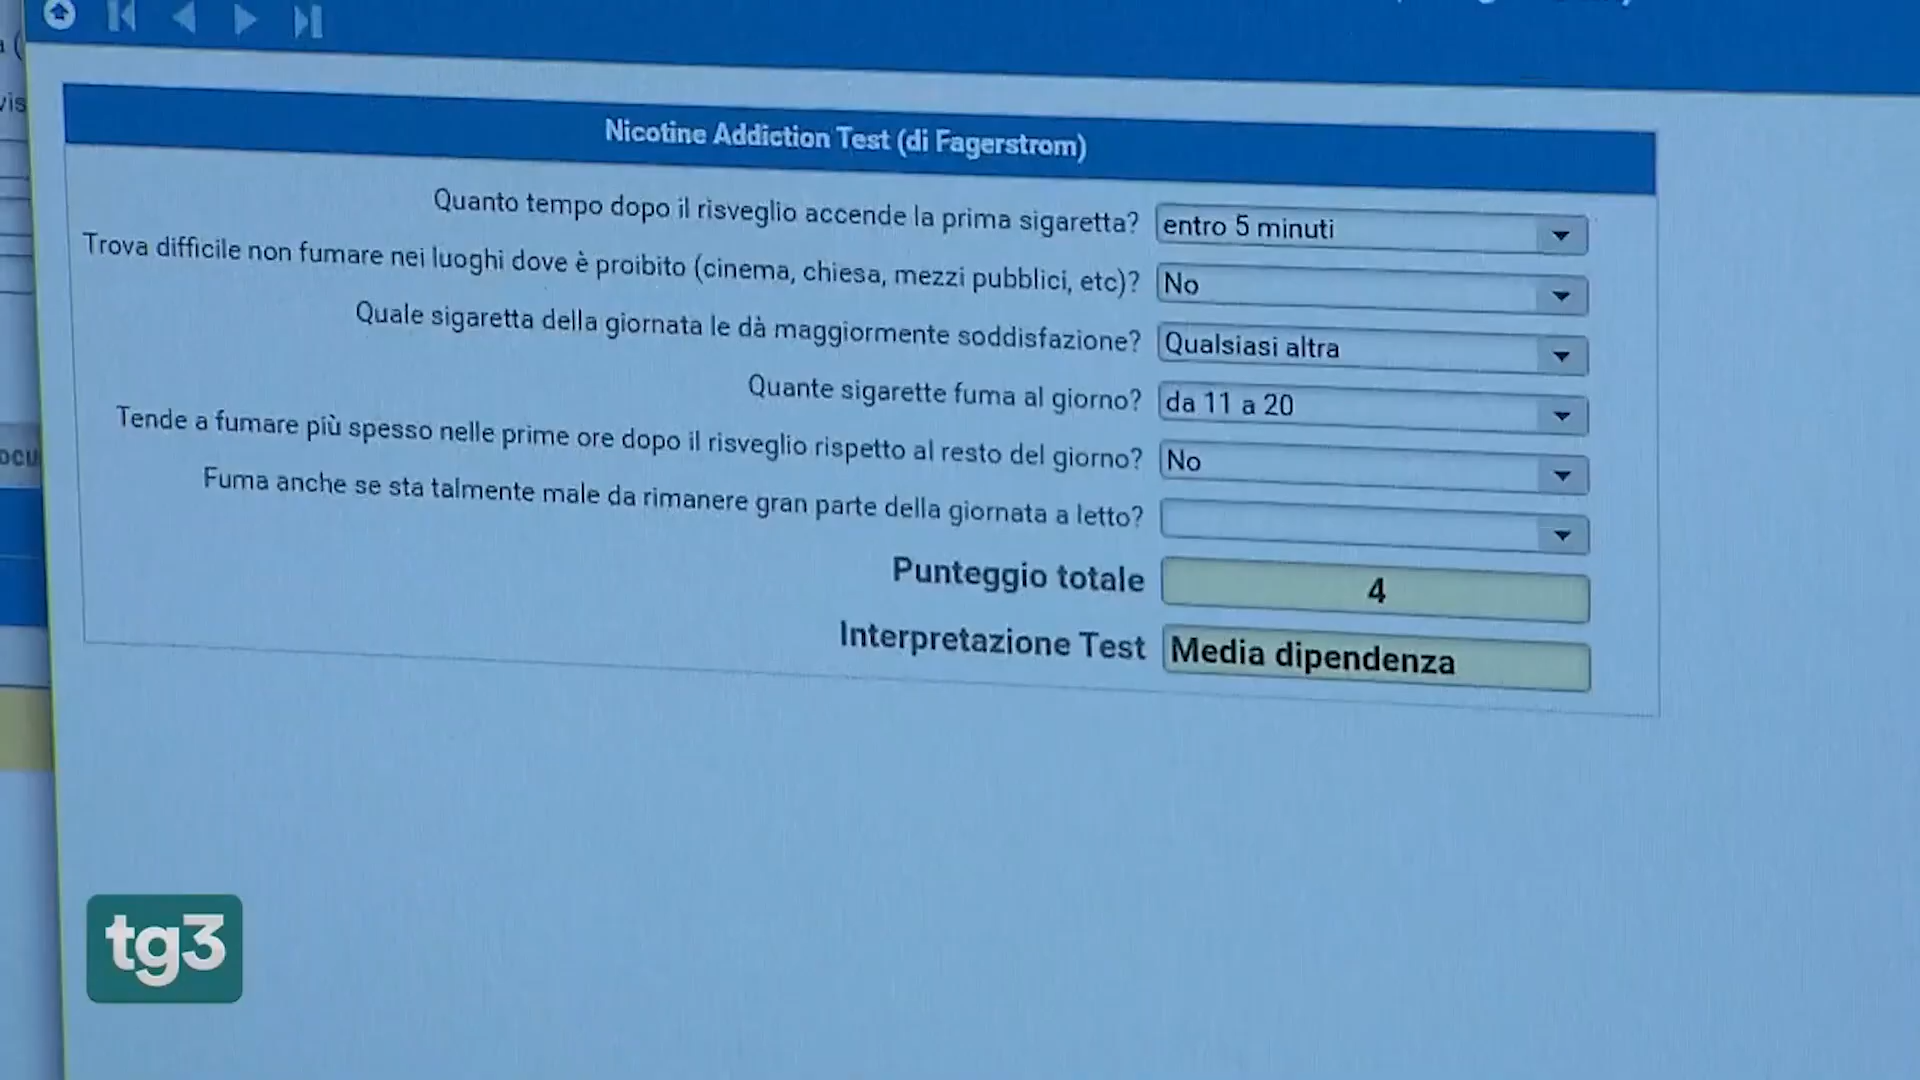 vis
Nicotine Addiction Test (di Fagerstrom)
Quanto tempo dopo il risveglio accende la prima sigaretta? entro 5 minuti
Trova difficile non fumare nei luoghi dove è proibito (cinema, chiesa, mezzi pubblici, etc)? No
Quale sigaretta della giornata le dà maggiormente soddisfazione? Qualsiasi altra
Quante sigarette fuma al giorno? da 11 a 20
Tende a fumare più spesso nelle prime ore dopo il risveglio rispetto al resto del giorno? No
Fuma anche se sta talmente male da rimanere gran parte della giornata a letto?
Punteggio totale 4
Interpretazione Test Media dipendenza
OCU
tg3